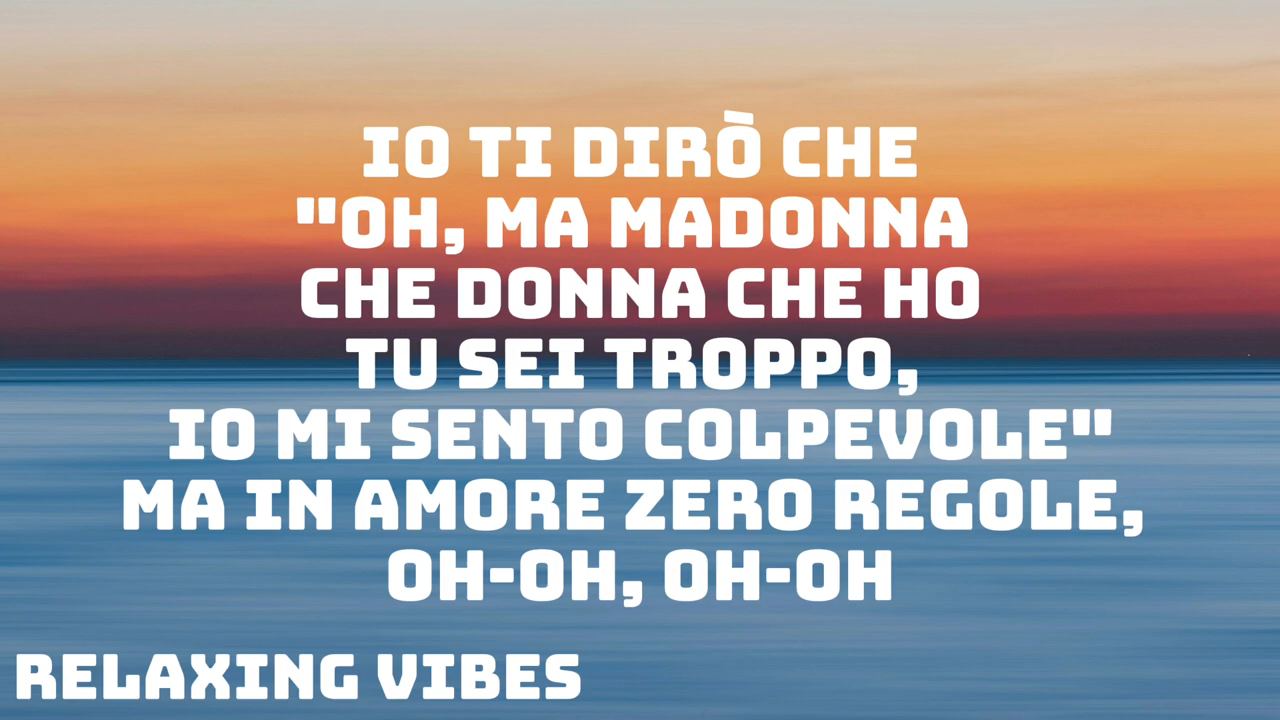 IO TI DIRÒ CHE
"OH, MA MADONNA
CHE DONNA CHE HO
TU SEI TROPPO,
IO MI SENTO COLPEVOLE"
MA IN AMORE ZERO REGOLE,
OH-OH, OH-OH
RELAXING VIBES